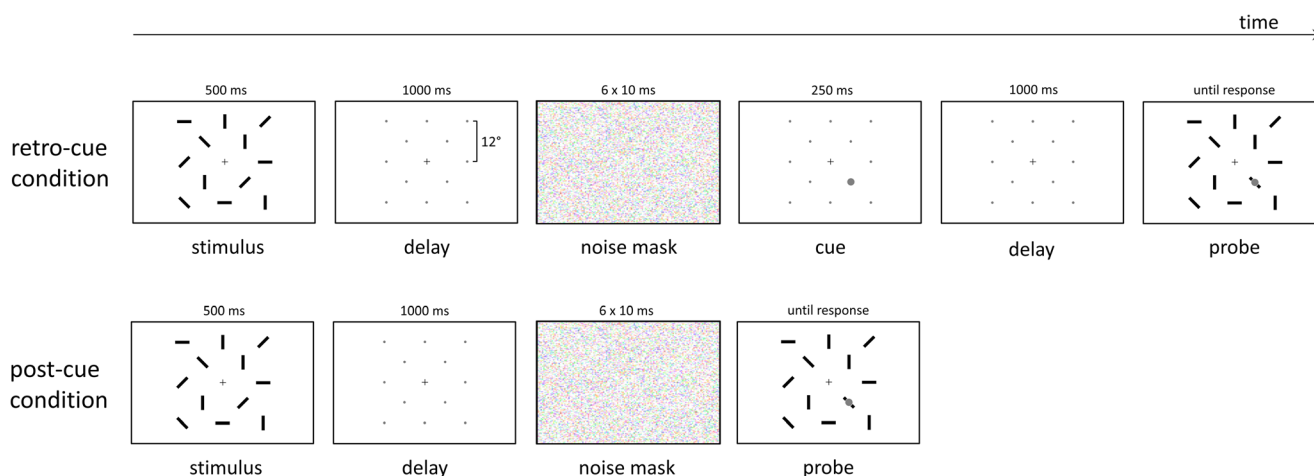 time
500 ms
1000 ms
6 x 10 ms
250 ms
1000 ms
until response
retro-cue
condition
12°
stimulus
delay
noise mask
cue
delay
probe
500 ms
1000 ms
6 x 10 ms
until response
post-cue
condition
stimulus
delay
noise mask
probe